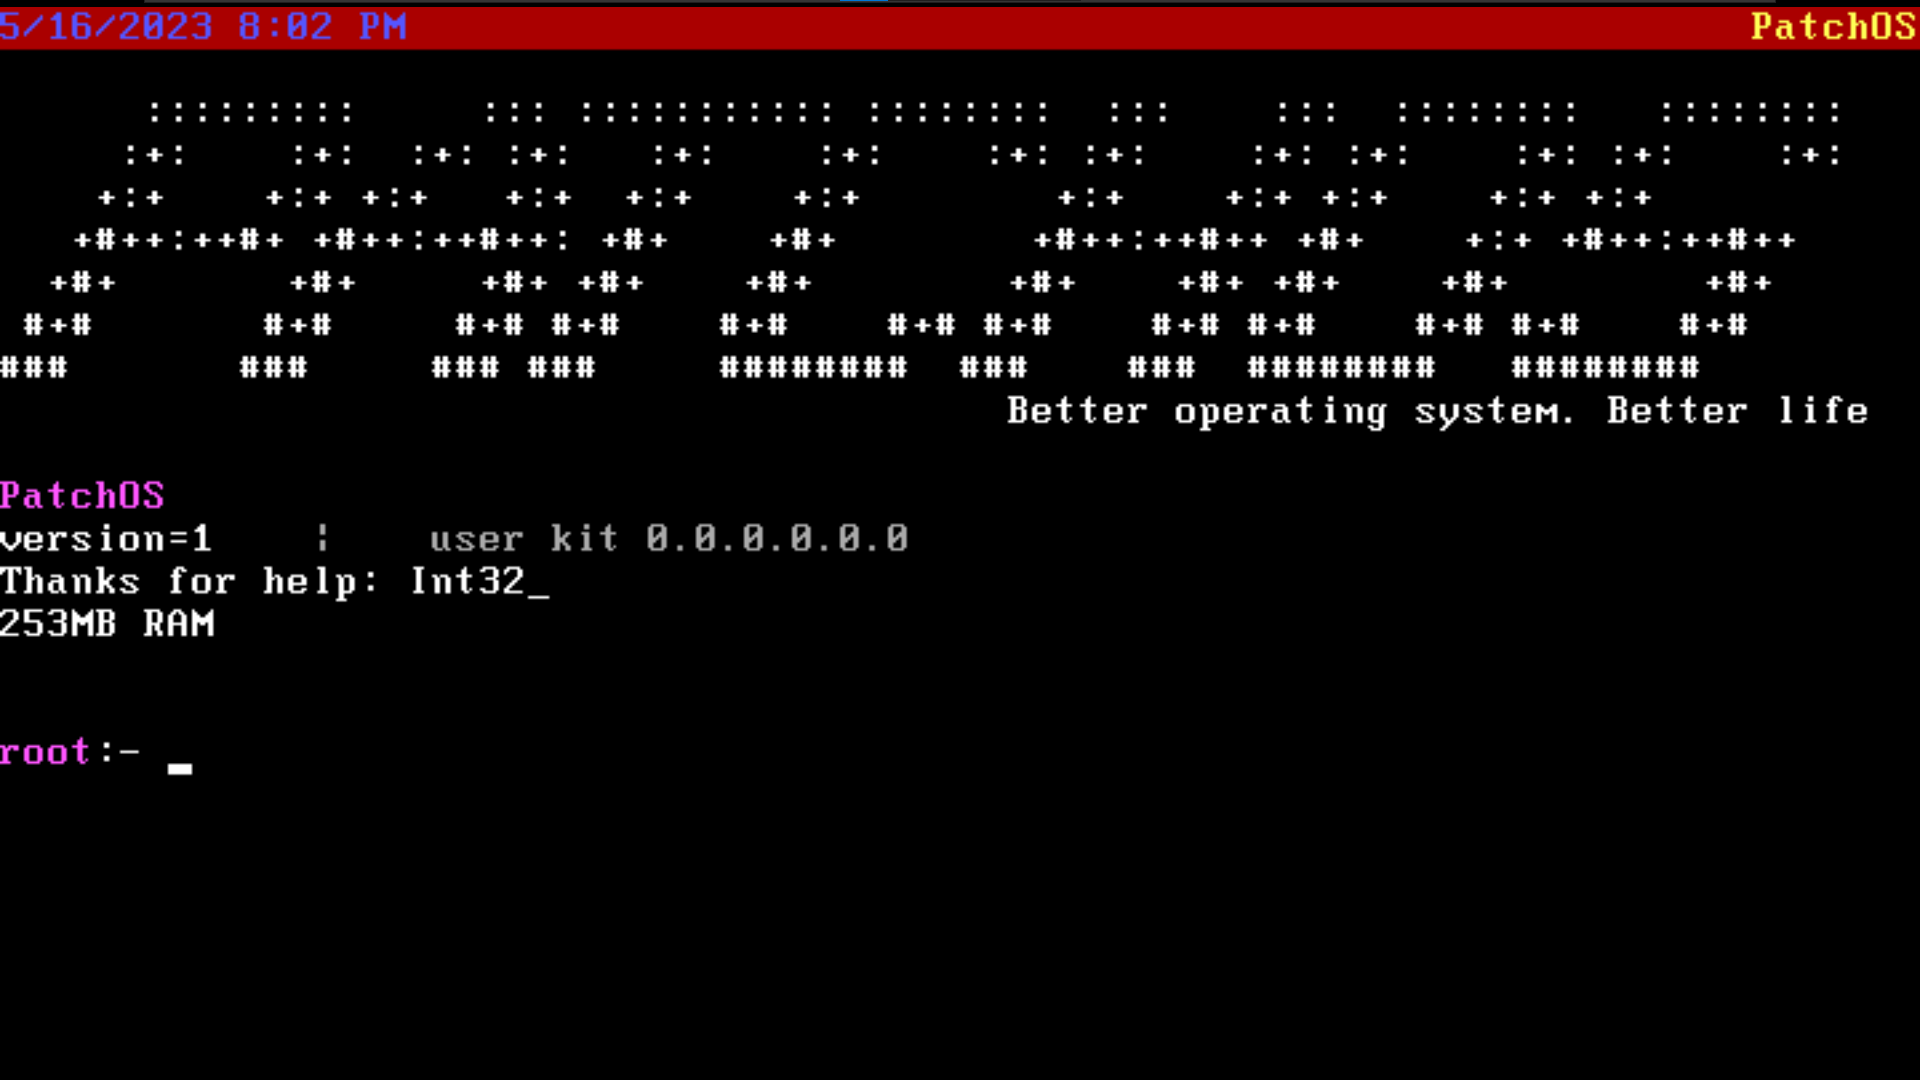 5/16/2023 8:02 PM PatchOS
      :::::::::      ::: ::::::::::: ::::::::  :::    :::  ::::::::   ::::::::
     :+:    :+:  :+: :+:   :+:    :+:    :+: :+:    :+: :+:     :+: :+:    :+:
    +:+    +:+ +:+   +:+  +:+    +:+        +:+    +:+ +:+    +:+ +:+
   +#++:++#+ +#++:++#++: +#+    +#+        +#++:++#++ +#+    +:+ +#++:++#++
  +#+       +#+     +#+ +#+    +#+        +#+    +#+ +#+    +#+        +#+
 #+#       #+#     #+# #+#    #+#    #+# #+#    #+# #+#    #+# #+#    #+#
###       ###     ### ###     ########  ###    ###  ########   ########
Better operating system. Better life
PatchOS
version=1    ¦    user kit 0.0.0.0.0.0
Thanks for help: Int32_
253MB RAM
root:-